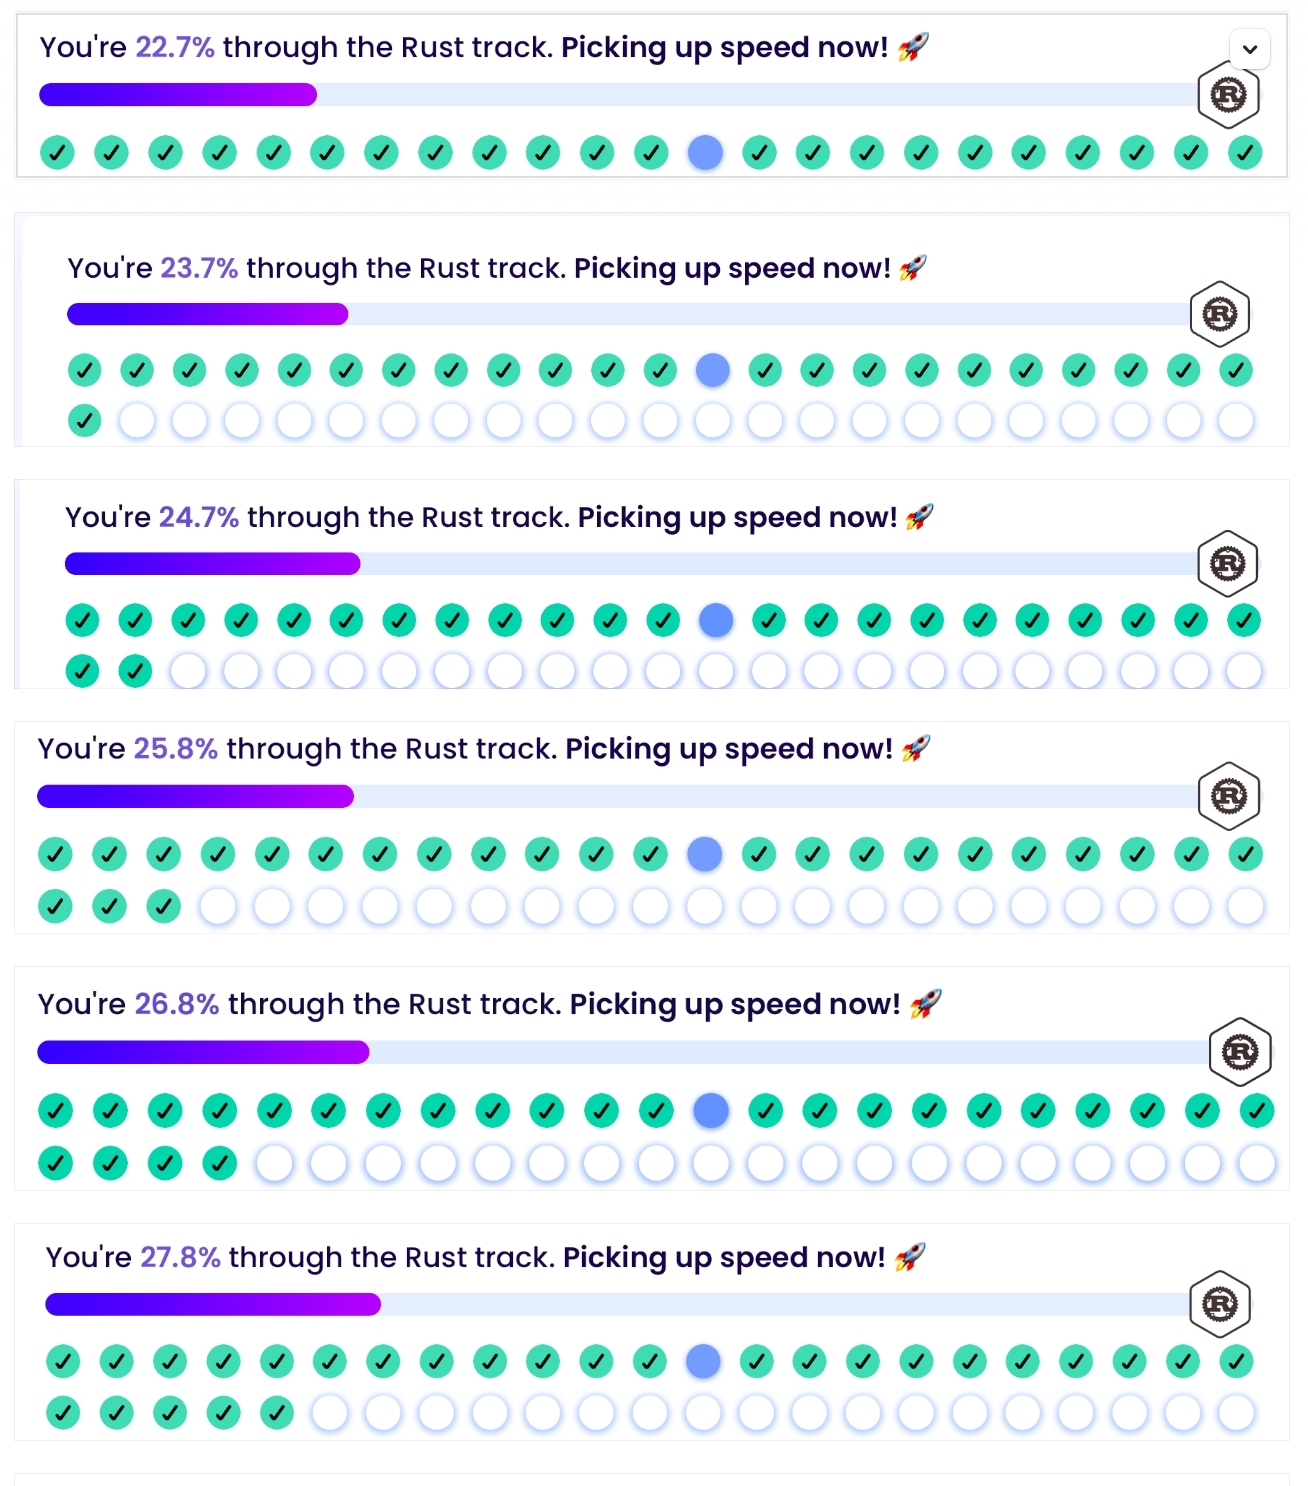 You're 22.7% through the Rust track. Picking up speed now! 🚀
R
You're 23.7% through the Rust track. Picking up speed now! 🚀
R
You're 24.7% through the Rust track. Picking up speed now! 🚀
R
You're 25.8% through the Rust track. Picking up speed now! 🚀
R
You're 26.8% through the Rust track. Picking up speed now! 🚀
R
You're 27.8% through the Rust track. Picking up speed now! 🚀
R